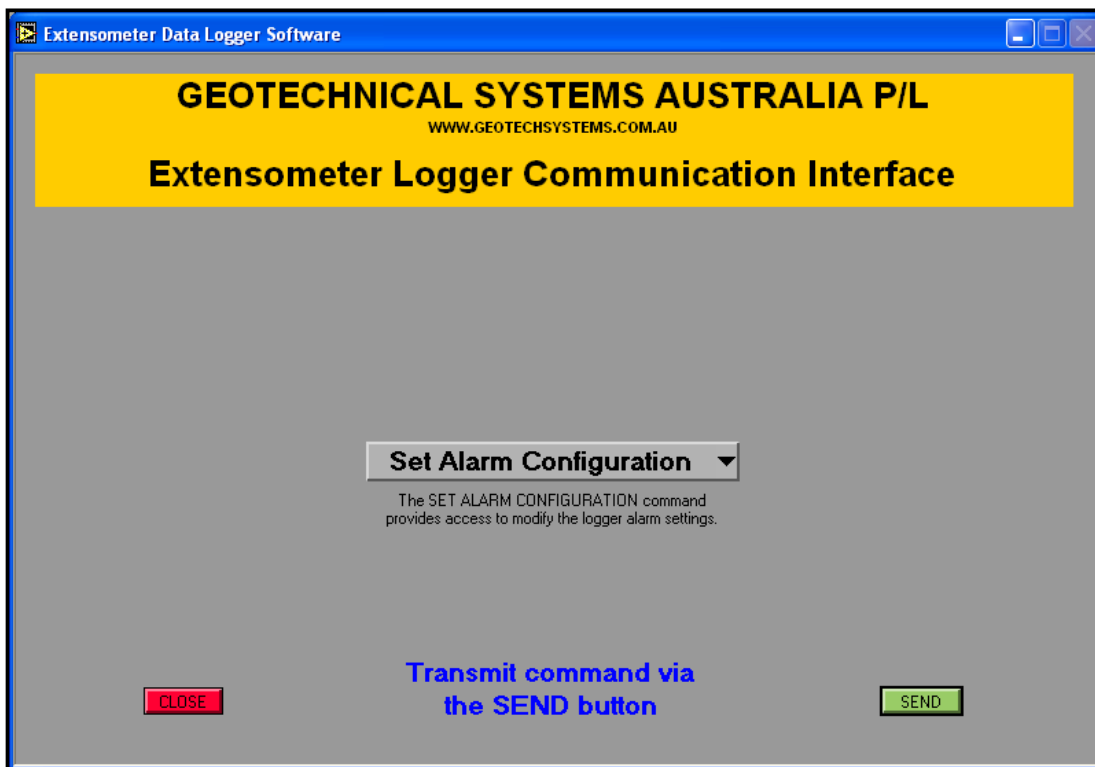 Extensometer Data Logger Software
GEOTECHNICAL SYSTEMS AUSTRALIA P/L
WWW.GEOTECHSYSTEMS.COM.AU
Extensometer Logger Communication Interface
Set Alarm Configuration
The SET ALARM CONFIGURATION command
provides access to modify the logger alarm settings.
Transmit command via
the SEND button
CLOSE
SEND